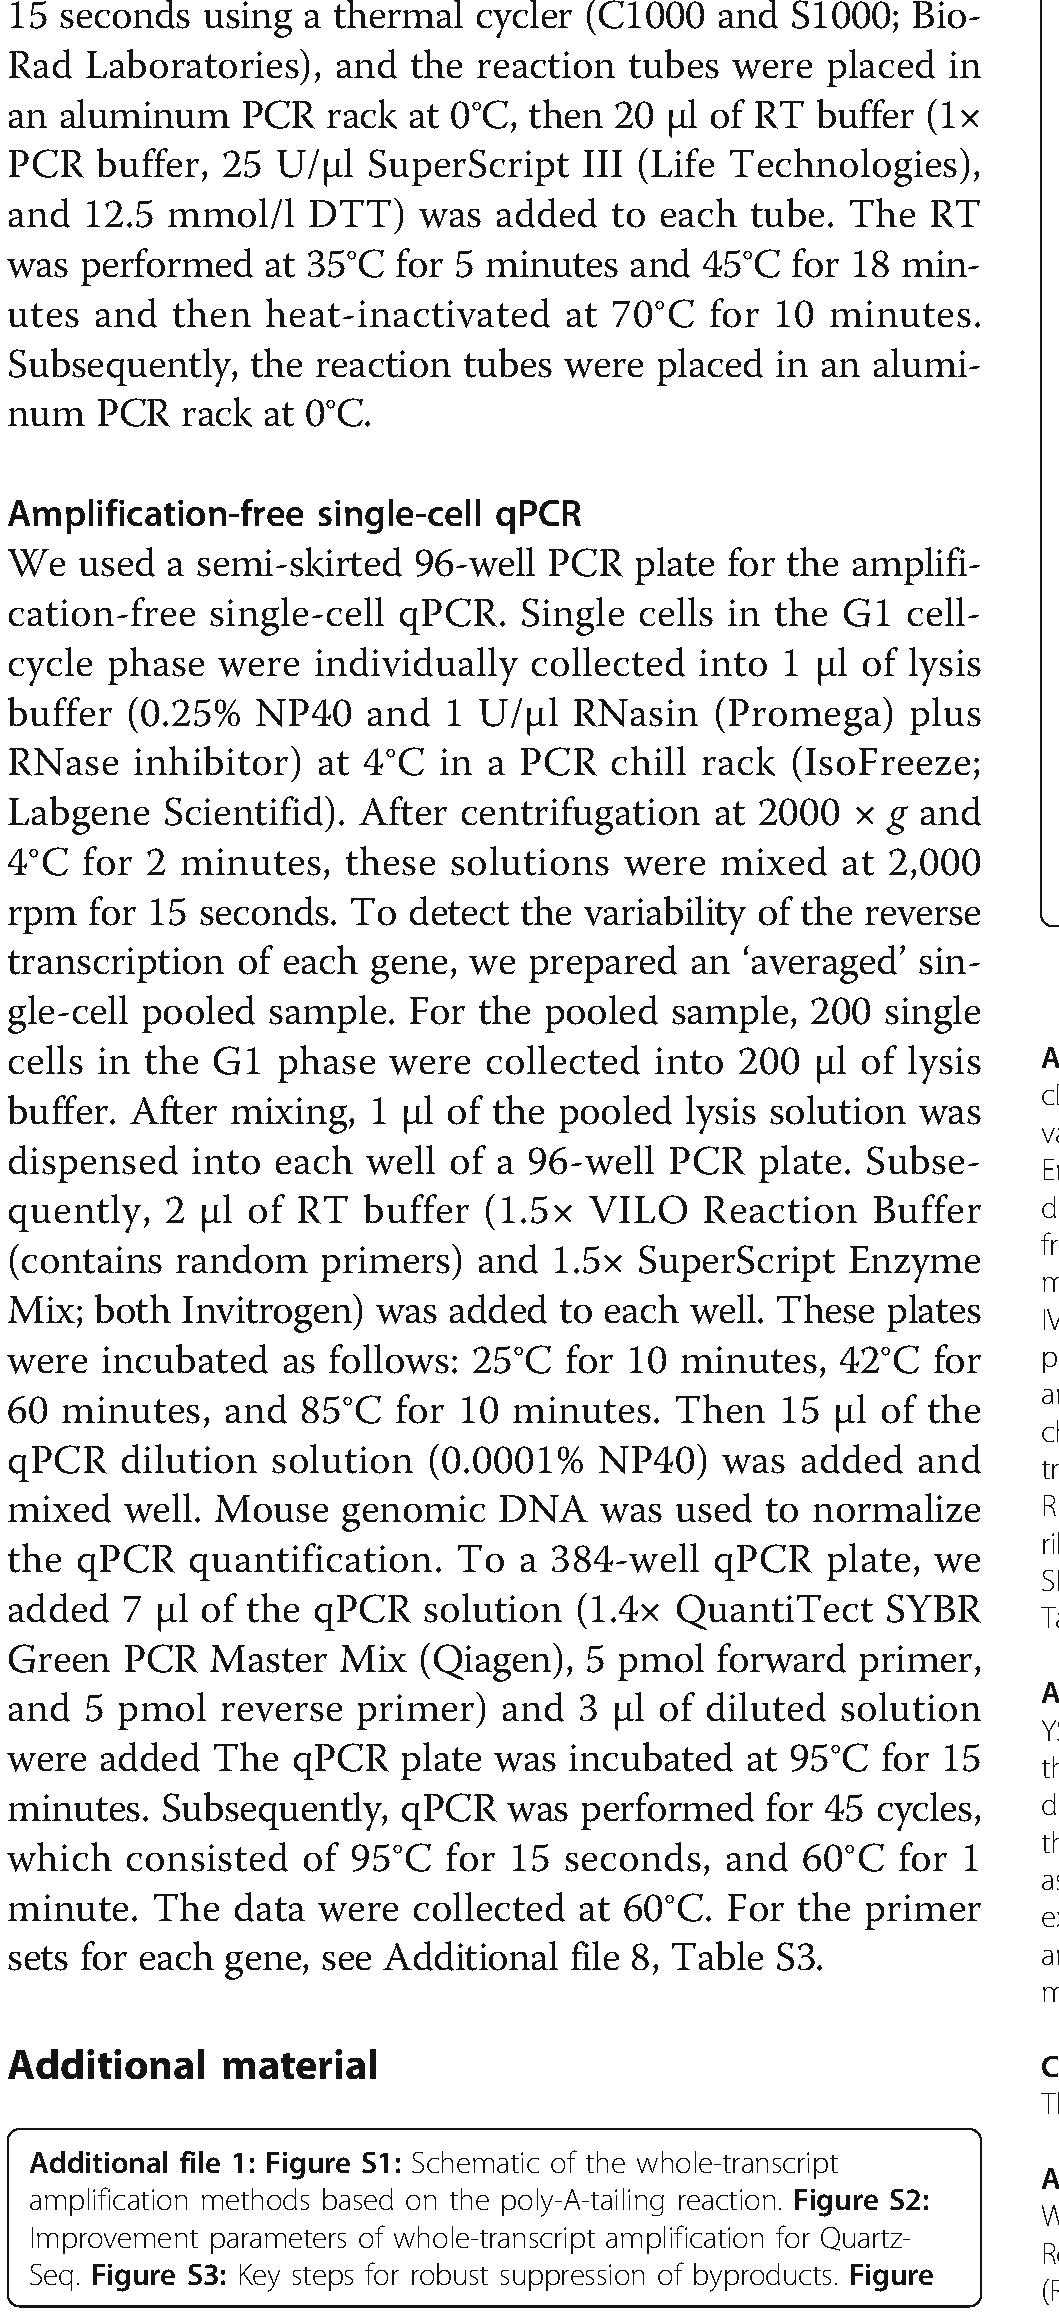 15 seconds using a thermal cycler (C1000 and S1000; Bio-
Rad Laboratories), and the reaction tubes were placed in
an aluminum PCR rack at 0°C, then 20 μl of RT buffer (1×
PCR buffer, 25 U/μl SuperScript III (Life Technologies),
and 12.5 mmol/l DTT) was added to each tube. The RT
was performed at 35°C for 5 minutes and 45°C for 18 min-
utes and then heat-inactivated at 70°C for 10 minutes.
Subsequently, the reaction tubes were placed in an alumi-
num PCR rack at 0°C.
Amplification-free single-cell qPCR
We used a semi-skirted 96-well PCR plate for the amplifi-
cation-free single-cell qPCR. Single cells in the G1 cell-
cycle phase were individually collected into 1 μl of lysis
buffer (0.25% NP40 and 1 U/μl RNasin (Promega) plus
RNase inhibitor) at 4°C in a PCR chill rack (IsoFreeze;
Labgene Scientifid). After centrifugation at 2000 × g and
4°C for 2 minutes, these solutions were mixed at 2,000
rpm for 15 seconds. To detect the variability of the reverse
transcription of each gene, we prepared an ‘averaged’ sin-
gle-cell pooled sample. For the pooled sample, 200 single
cells in the G1 phase were collected into 200 μl of lysis
buffer. After mixing, 1 μl of the pooled lysis solution was
dispensed into each well of a 96-well PCR plate. Subse-
quently, 2 μl of RT buffer (1.5× VILO Reaction Buffer
(contains random primers) and 1.5× SuperScript Enzyme
Mix; both Invitrogen) was added to each well. These plates
were incubated as follows: 25°C for 10 minutes, 42°C for
60 minutes, and 85°C for 10 minutes. Then 15 μl of the
qPCR dilution solution (0.0001% NP40) was added and
mixed well. Mouse genomic DNA was used to normalize
the qPCR quantification. To a 384-well qPCR plate, we
added 7 μl of the qPCR solution (1.4× QuantiTect SYBR
Green PCR Master Mix (Qiagen), 5 pmol forward primer,
and 5 pmol reverse primer) and 3 μl of diluted solution
were added The qPCR plate was incubated at 95°C for 15
minutes. Subsequently, qPCR was performed for 45 cycles,
which consisted of 95°C for 15 seconds, and 60°C for 1
minute. The data were collected at 60°C. For the primer
sets for each gene, see Additional file 8, Table S3.
Additional material
Additional file 1: Figure S1: Schematic of the whole-transcript
amplification methods based on the poly-A-tailing reaction. Figure S2:
Improvement parameters of whole-transcript amplification for Quartz-
Seq. Figure S3: Key steps for robust suppression of byproducts. Figure